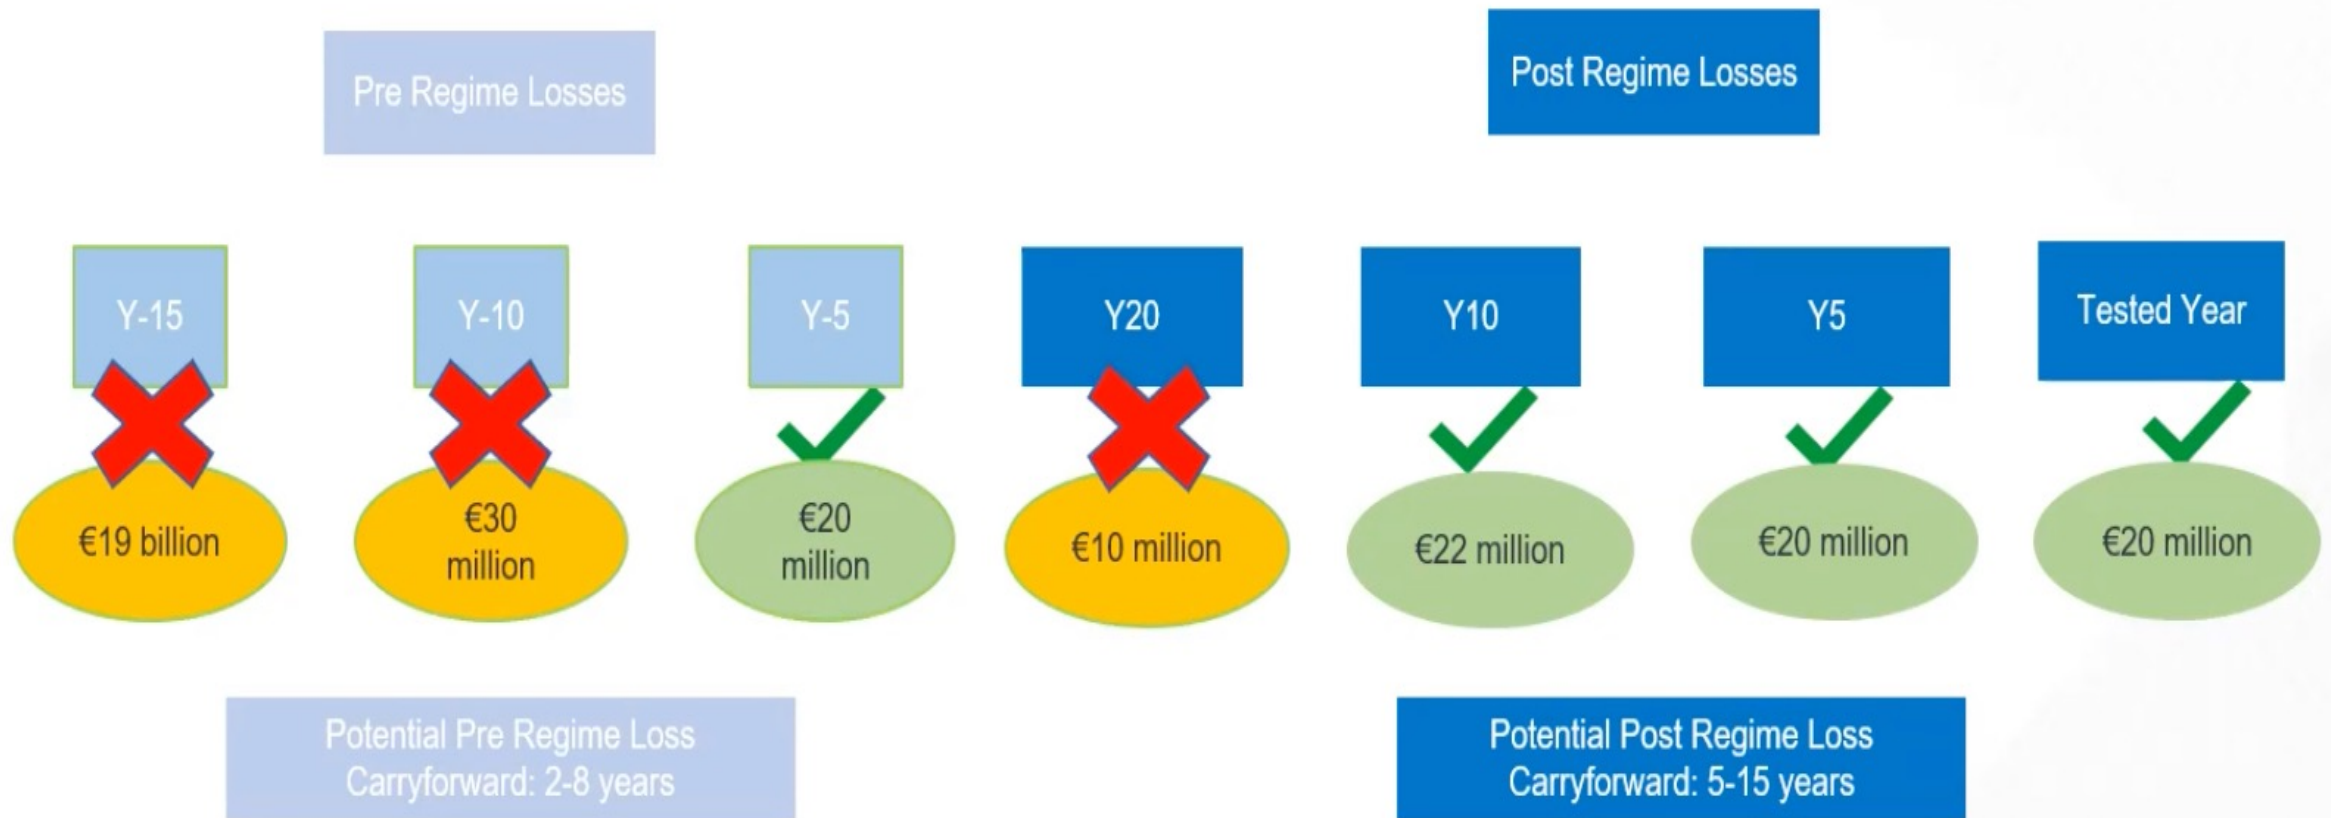 Pre Regime Losses
Post Regime Losses
Y-15
Y-10
Y-5
Y20
Y10
Y5
Tested Year
€19 billion
€30
million
€20
million
€10 million
€22 million
€20 million
€20 million
Potential Pre Regime Loss
Carryforward: 2-8 years
Potential Post Regime Loss
Carryforward: 5-15 years